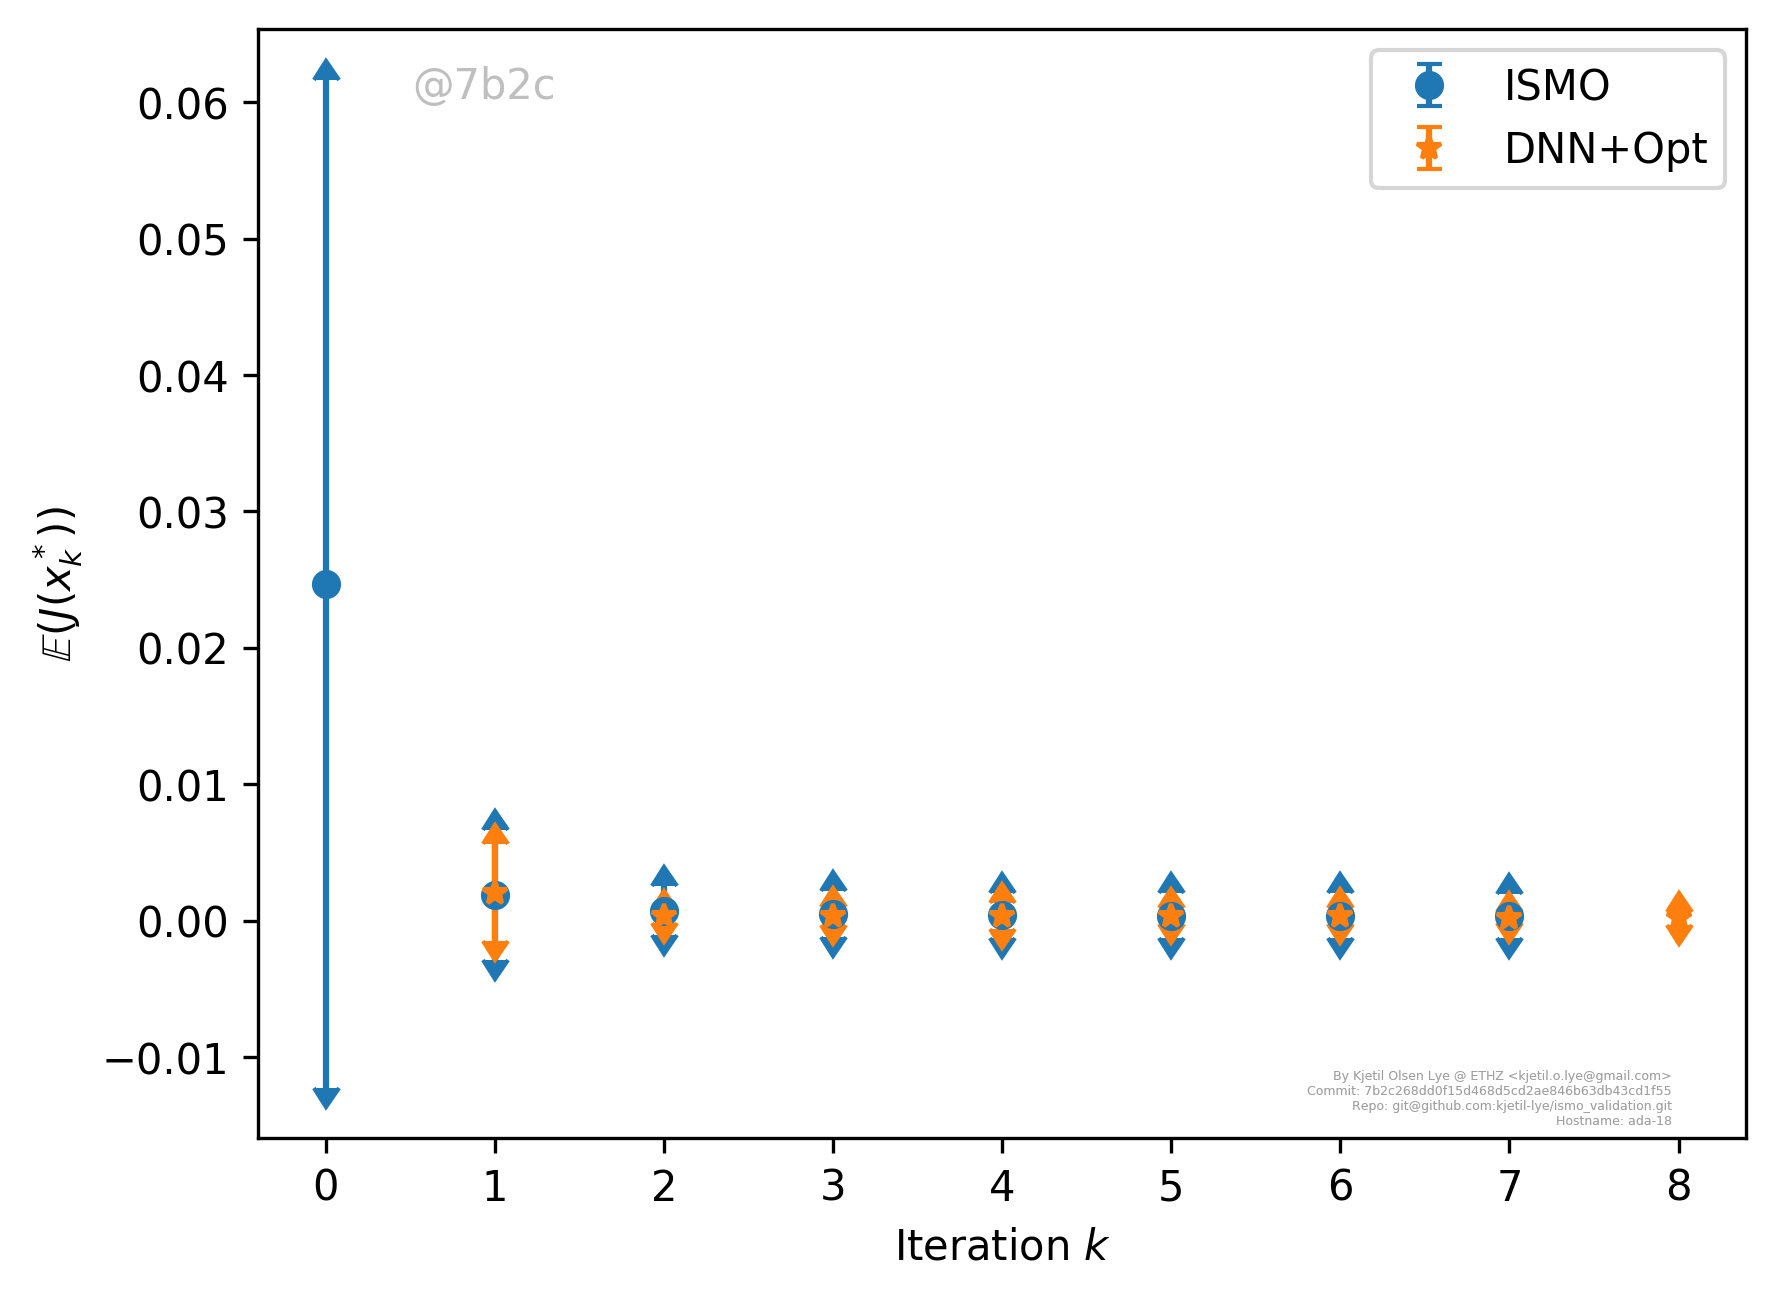 @7b2c
ISMO
DNN+Opt
0.06
0.05
0.04
0.03
0.02
0.01
0.00
−0.01
𝔼(J(x*k))
0 1 2 3 4 5 6 7 8
Iteration k
By Kjetil Olsen Lye @ ETHZ <kjetil.o.lye@gmail.com>
Commit: 7b2c268dd0f15d468d5cd2ae846b63db43cd1f55
Repo: git@github.com:kjetil-lye/ismo_validation.git
Hostname: ada-18